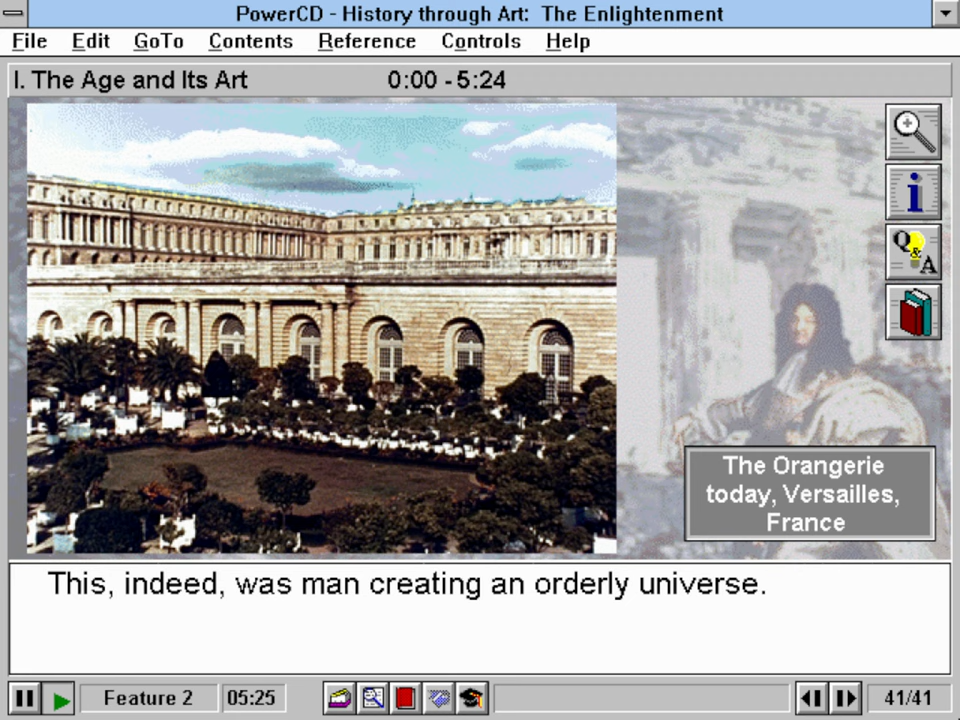 PowerCD - History through Art: The Enlightenment
File Edit GoTo Contents Reference Controls Help
I. The Age and Its Art 0:00 - 5:24
i
Q & A
The Orangerie
today, Versailles,
France
This, indeed, was man creating an orderly universe.
Feature 2 05:25 41/41